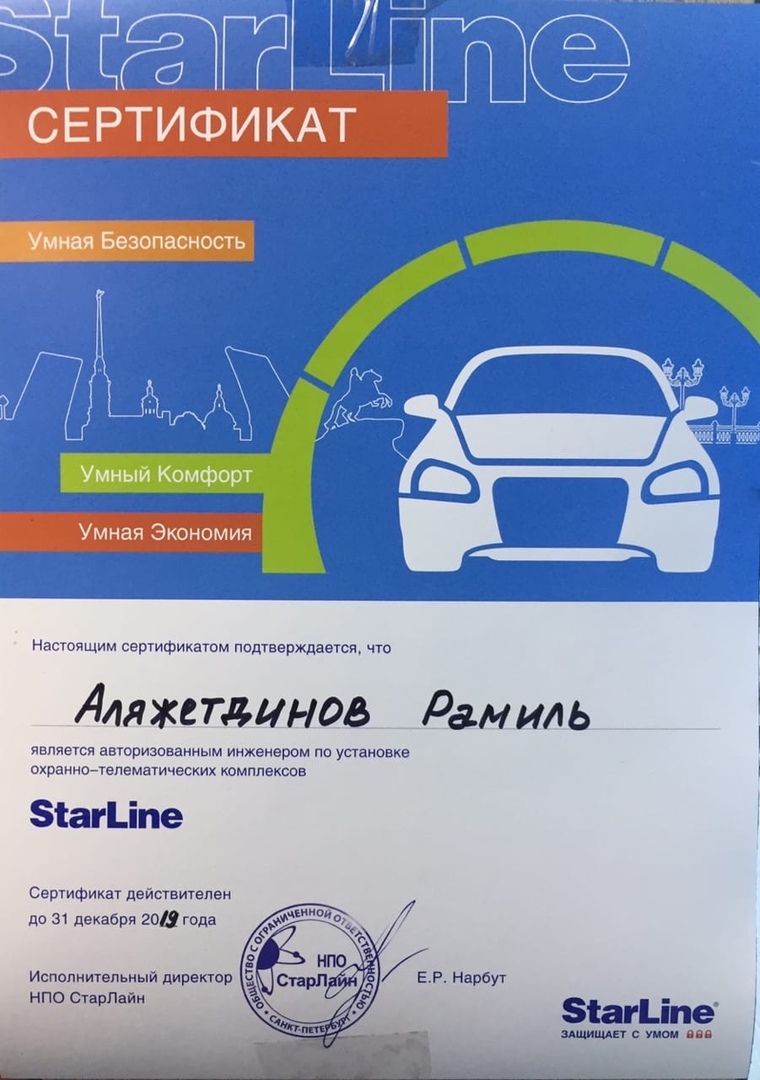 StarLine
СЕРТИФИКАТ
Умная Безопасность
Умный Комфорт
Умная Экономия
Настоящим сертификатом подтверждается, что
Аляжетдинов Рамиль
является авторизованным инженером по установке
охранно–телематических комплексов
StarLine
Сертификат действителен
до 31 декабря 2019 года
Исполнительный директор
НПО СтарЛайн
ОБЩЕСТВО С ОГРАНИЧЕННОЙ ОТВЕТСТВЕННОСТЬЮ
НПО
СтарЛайн
САНКТ-ПЕТЕРБУРГ
Е.Р. Нарбут
StarLine®
ЗАЩИЩАЕТ С УМОМ